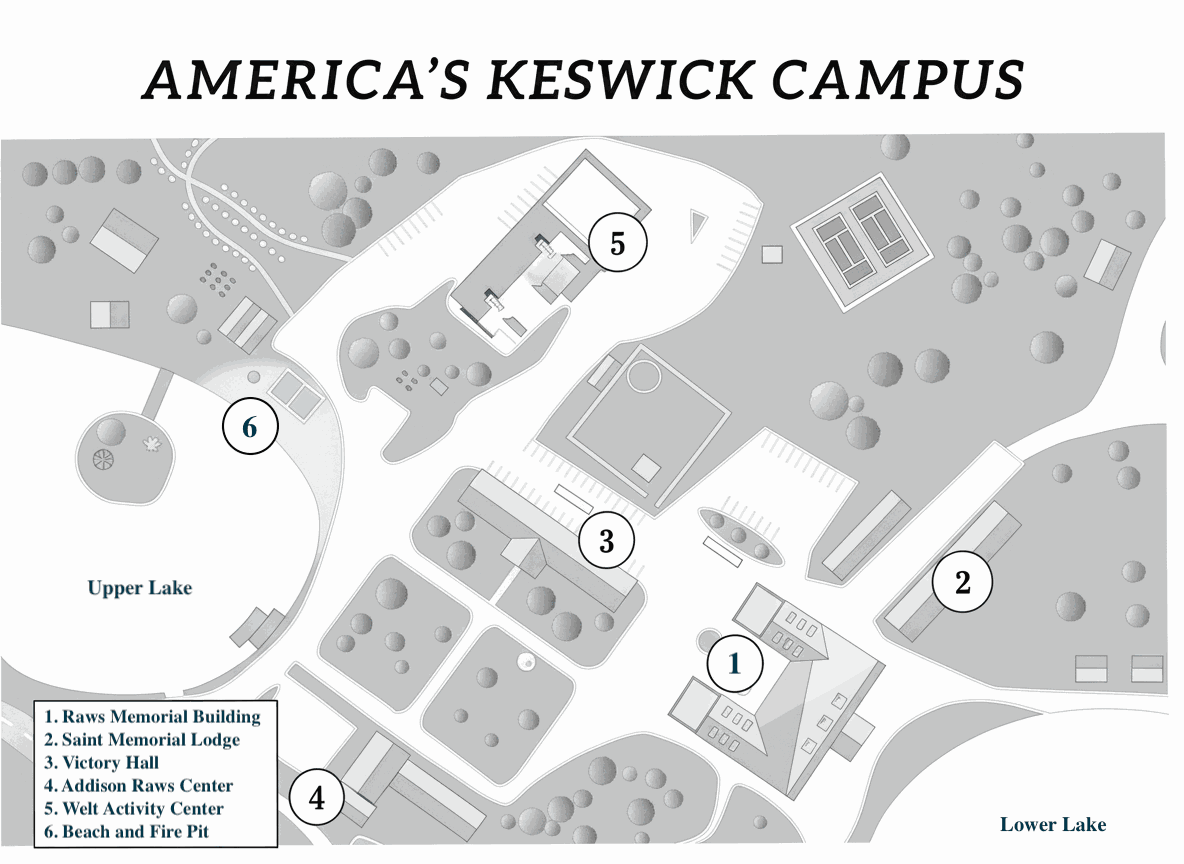 AMERICA'S KESWICK CAMPUS
5
6
3
Upper Lake
2
1
1. Raws Memorial Building
2. Saint Memorial Lodge
3. Victory Hall
4. Addison Raws Center
5. Welt Activity Center
6. Beach and Fire Pit
4
Lower Lake